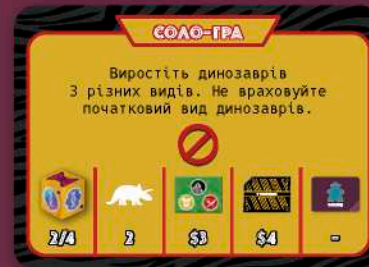 СОЛО-ГРА
Виростіть динозаврів
3 різних видів. Не враховуйте
початковий вид динозаврів.
2/4 2 $3 $4 -